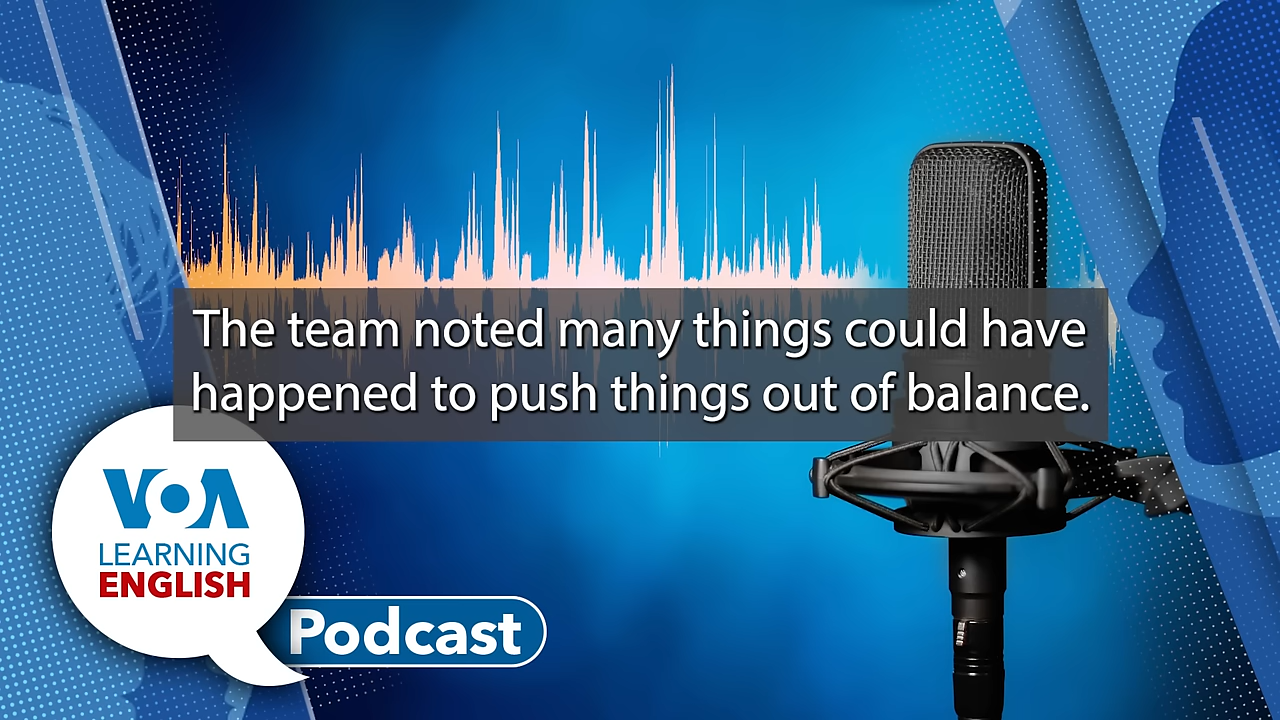 The team noted many things could have
happened to push things out of balance.
VOA
LEARNING
ENGLISH
Podcast